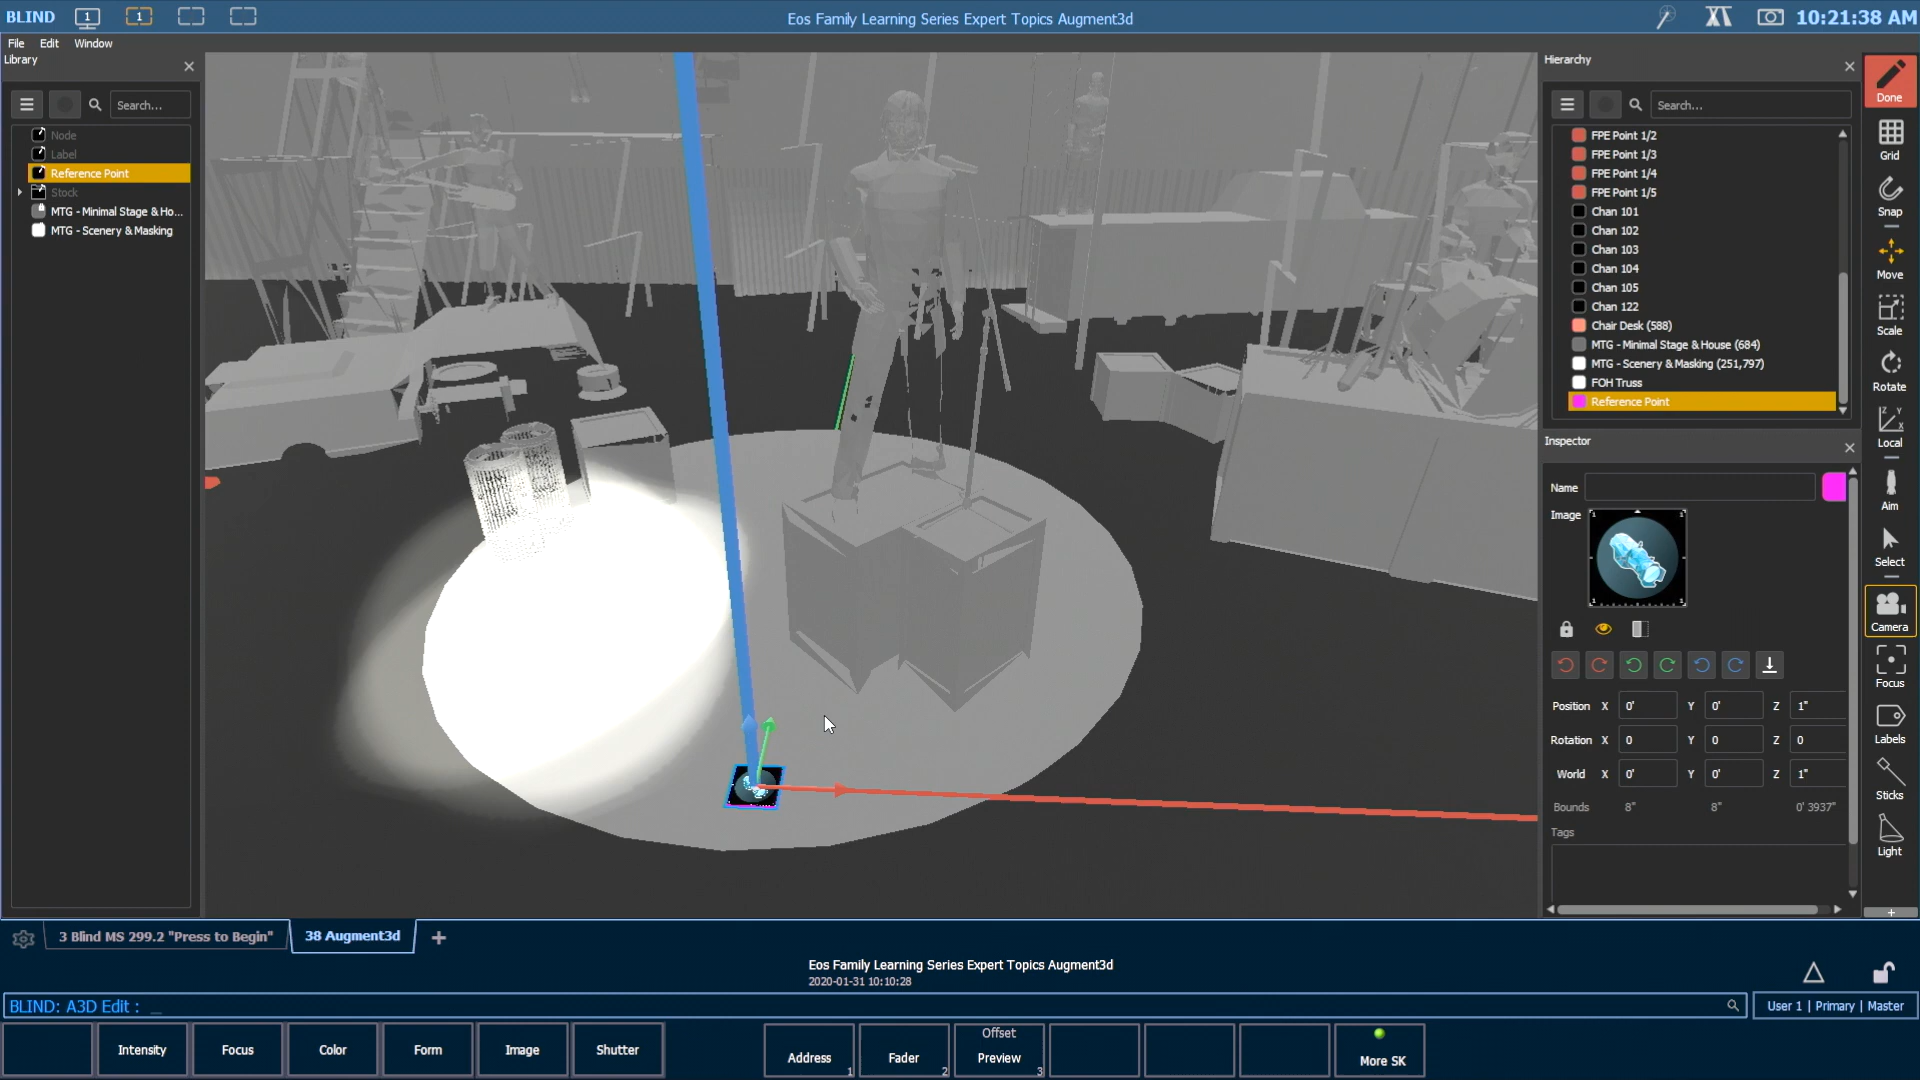 BLIND
1
1
Eos Family Learning Series Expert Topics Augment3d
10:21:38 AM
File Edit Window
Library
Search...
Node
Label
Reference Point
Stock
MTG - Minimal Stage & Ho...
MTG - Scenery & Masking
Hierarchy
Search...
FPE Point 1/2
FPE Point 1/3
FPE Point 1/4
FPE Point 1/5
Chan 101
Chan 102
Chan 103
Chan 104
Chan 105
Chan 122
Chair Desk (588)
MTG - Minimal Stage & House (684)
MTG - Scenery & Masking (251,797)
FOH Truss
Reference Point
Inspector
Name
Image
Position X 0' Y 0' Z 1"
Rotation X 0 Y 0 Z 0
World X 0' Y 0' Z 1"
Bounds 8" 8" 0' 3937"
Tags
Done
Grid
Snap
Move
Scale
Rotate
Local
Aim
Select
Camera
Focus
Labels
Sticks
Light
3 Blind MS 299.2 "Press to Begin"
38 Augment3d
Eos Family Learning Series Expert Topics Augment3d
2020-01-31 10:10:28
BLIND: A3D Edit : _
User 1 | Primary | Master
Intensity
Focus
Color
Form
Image
Shutter
Address 1
Fader 2
Offset
Preview 3
More SK